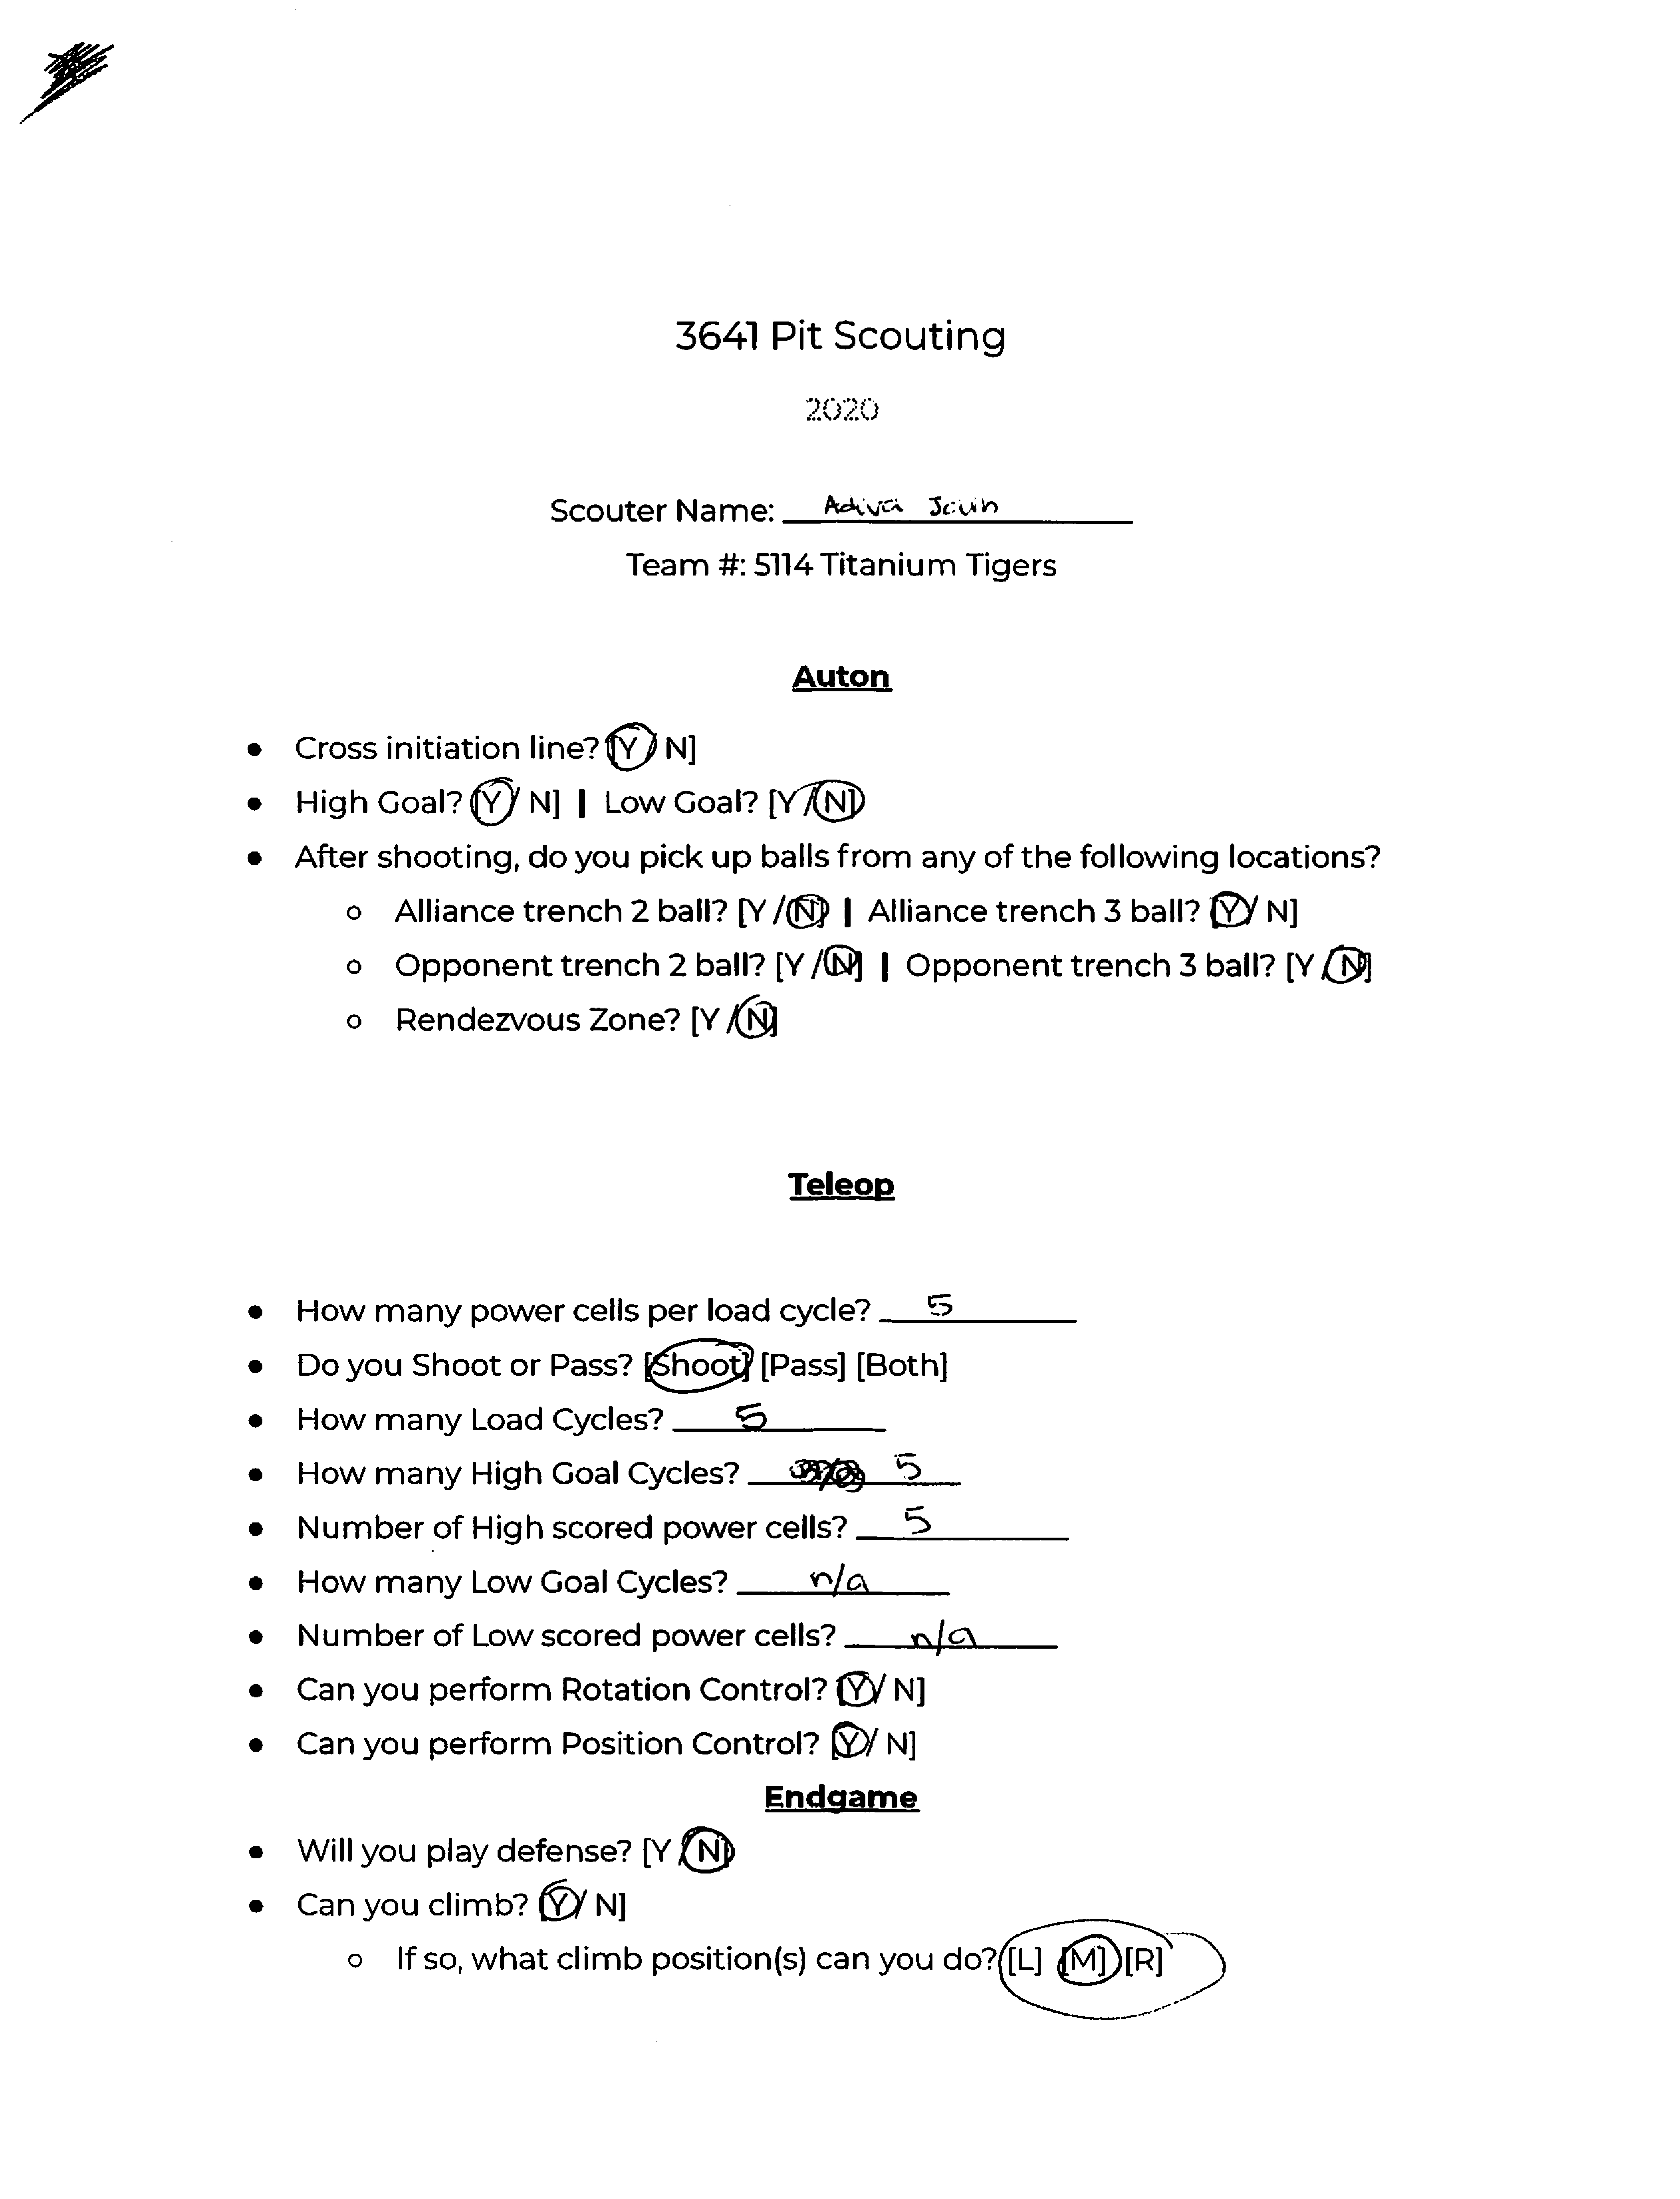 3641 Pit Scouting
2020
Scouter Name: Adiva Jain
Team #: 5114 Titanium Tigers
Auton
● Cross initiation line? [Y / N]
● High Goal? [Y / N] | Low Goal? [Y / N]
● After shooting, do you pick up balls from any of the following locations?
○ Alliance trench 2 ball? [Y / N] | Alliance trench 3 ball? [Y / N]
○ Opponent trench 2 ball? [Y / N] | Opponent trench 3 ball? [Y / N]
○ Rendezvous Zone? [Y / N]
Teleop
● How many power cells per load cycle? 5
● Do you Shoot or Pass? [Shoot] [Pass] [Both]
● How many Load Cycles? 5
● How many High Goal Cycles? 5
● Number of High scored power cells? 5
● How many Low Goal Cycles? n/a
● Number of Low scored power cells? n/a
● Can you perform Rotation Control? [Y / N]
● Can you perform Position Control? [Y / N]
Endgame
● Will you play defense? [Y / N]
● Can you climb? [Y / N]
○ If so, what climb position(s) can you do? [L] [M] [R]